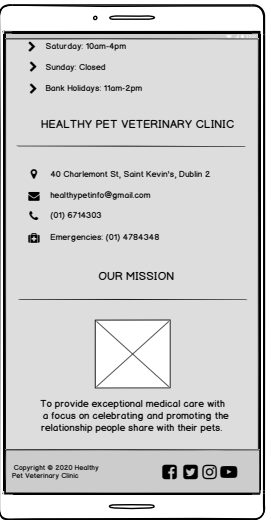 Saturday: 10am-4pm
Sunday: Closed
Bank Holidays: 11am-2pm
HEALTHY PET VETERINARY CLINIC
40 Charlemont St, Saint Kevin's, Dublin 2
healthypetinfo@gmail.com
(01) 6714303
Emergencies: (01) 4784348
OUR MISSION
To provide exceptional medical care with
a focus on celebrating and promoting the
relationship people share with their pets.
Copyright © 2020 Healthy
Pet Veterinary Clinic